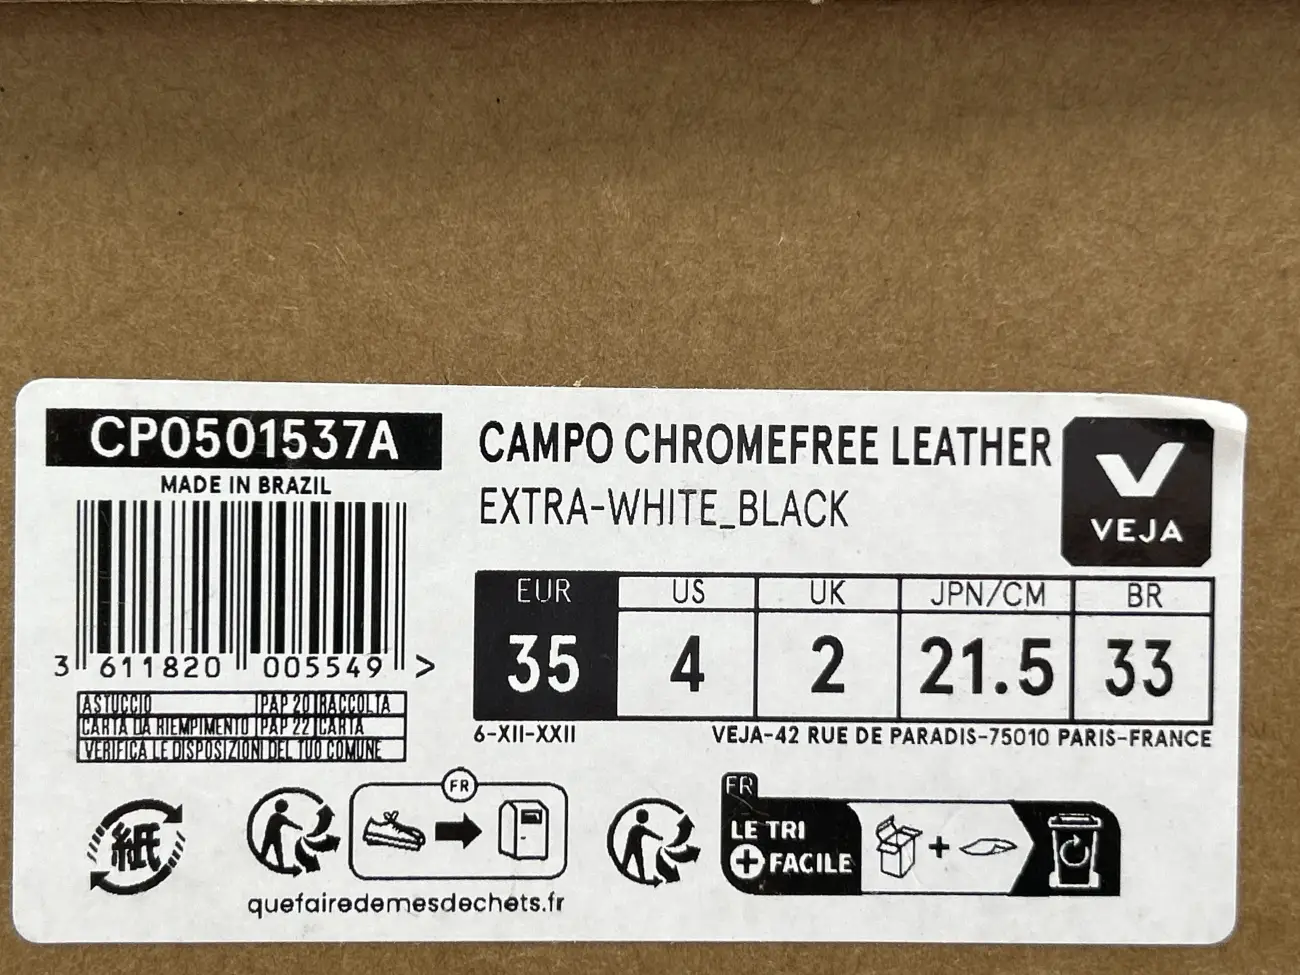 CP0501537A
MADE IN BRAZIL
3 611820 005549 >
ASTUCCIO PAP 20 RACCOLTA
CARTA DA RIEMPIMENTO PAP 22 CARTA
VERIFICA LE DISPOSIZIONI DEL TUO COMUNE
CAMPO CHROMEFREE LEATHER
EXTRA-WHITE_BLACK
VEJA
EUR US UK JPN/CM BR
35 4 2 21.5 33
6-XII-XXII
VEJA-42 RUE DE PARADIS-75010 PARIS-FRANCE
紙
FR
quefairedemesdechets.fr
FR
LE TRI
+ FACILE
+